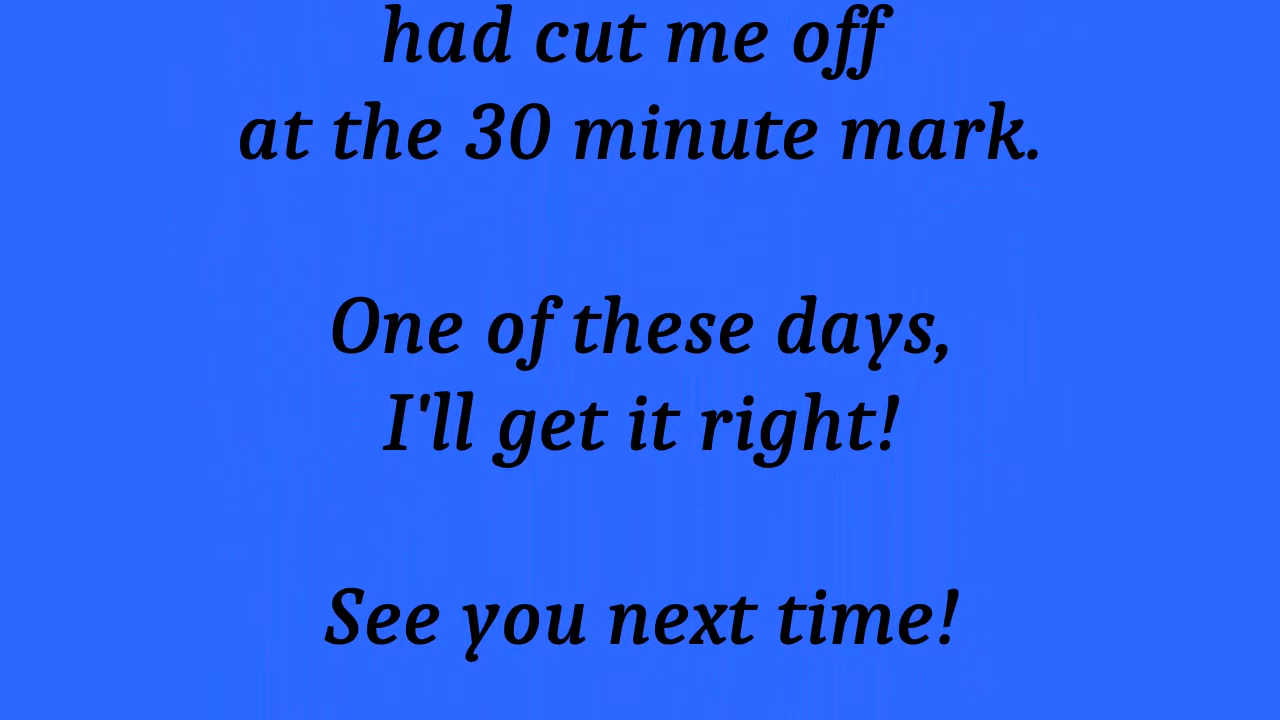 had cut me off
at the 30 minute mark.
One of these days,
I'll get it right!
See you next time!